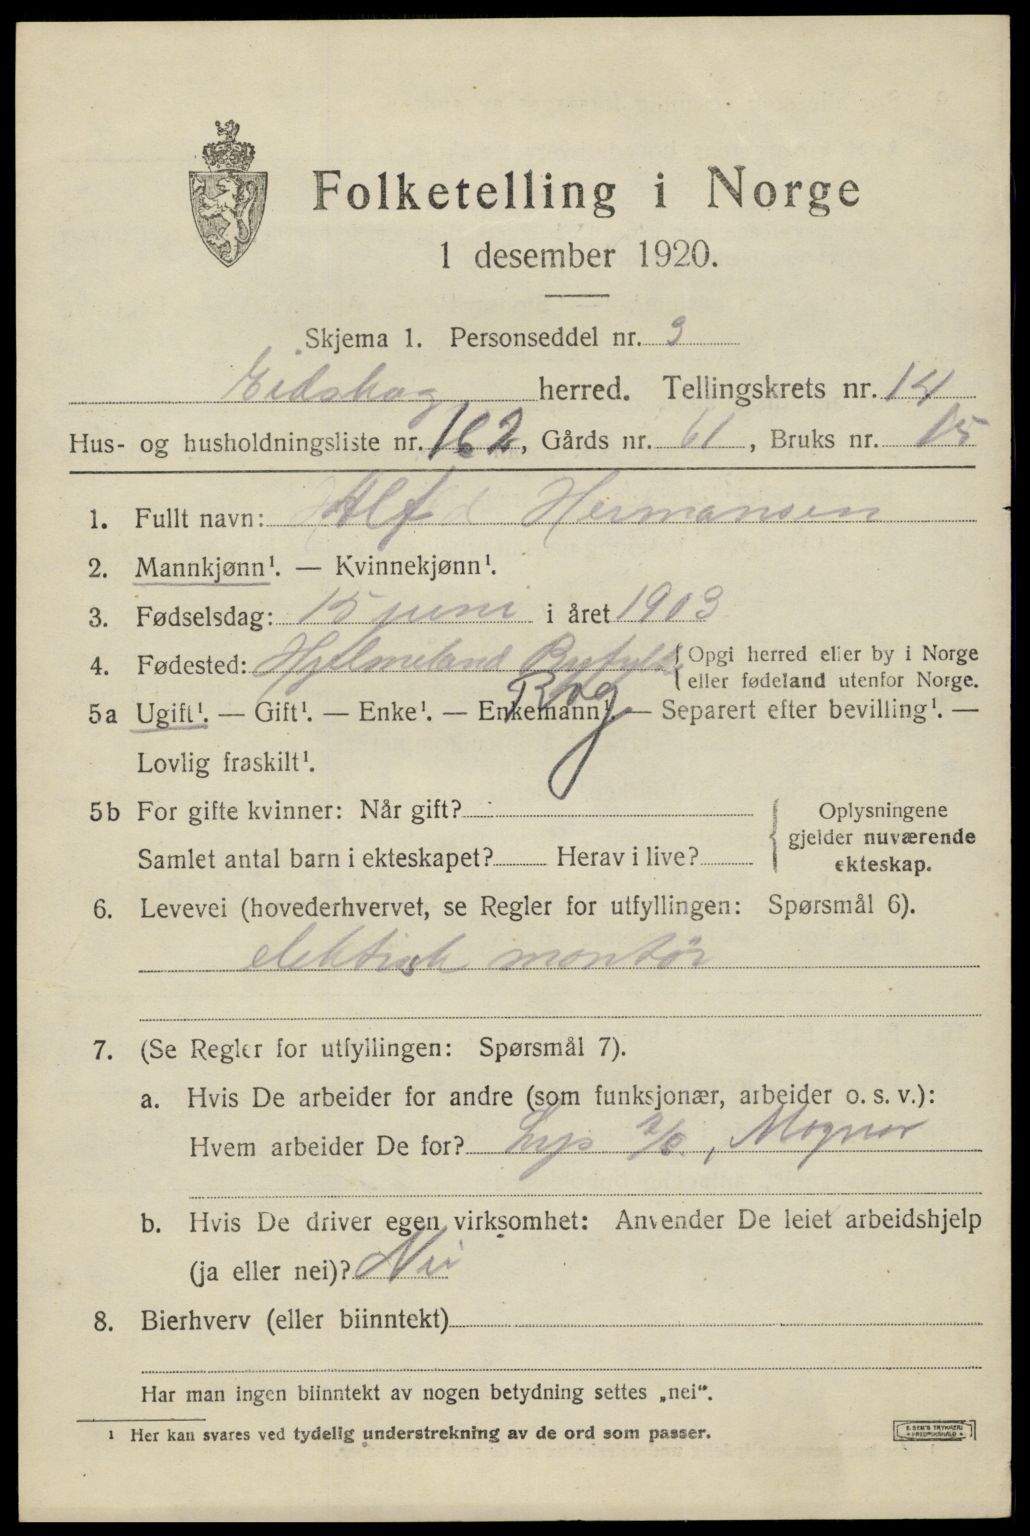 Folketelling i Norge
1 desember 1920.
Skjema 1. Personseddel nr. 3
Eidskog herred. Tellingskrets nr. 14
Hus- og husholdningsliste nr. 162, Gårds nr. 61, Bruks nr. 15
1. Fullt navn: Alf Hermansen
2. Mannkjønn¹. — Kvinnekjønn¹.
3. Fødselsdag: 15 juni i året 1903
4. Fødested: Hjelmeland Ryfylke { Opgi herred eller by i Norge
eller fødeland utenfor Norge.
Rog
5a Ugift¹. — Gift¹. — Enke¹. — Enkemann¹. — Separert efter bevilling¹. —
Lovlig fraskilt¹.
5b For gifte kvinner: Når gift?
Samlet antal barn i ekteskapet? Herav i live?
{ Oplysningene
gjelder nuværende
ekteskap.
6. Levevei (hovederhvervet, se Regler for utfyllingen: Spørsmål 6).
elektrisk montør
7. (Se Regler for utfyllingen: Spørsmål 7).
a. Hvis De arbeider for andre (som funksjonær, arbeider o. s. v.):
Hvem arbeider De for? Lys, Magnor
b. Hvis De driver egen virksomhet: Anvender De leiet arbeidshjelp
(ja eller nei)? Nei
8. Bierhverv (eller biinntekt)
Har man ingen biinntekt av nogen betydning settes „nei“.
¹ Her kan svares ved tydelig understrekning av de ord som passer.